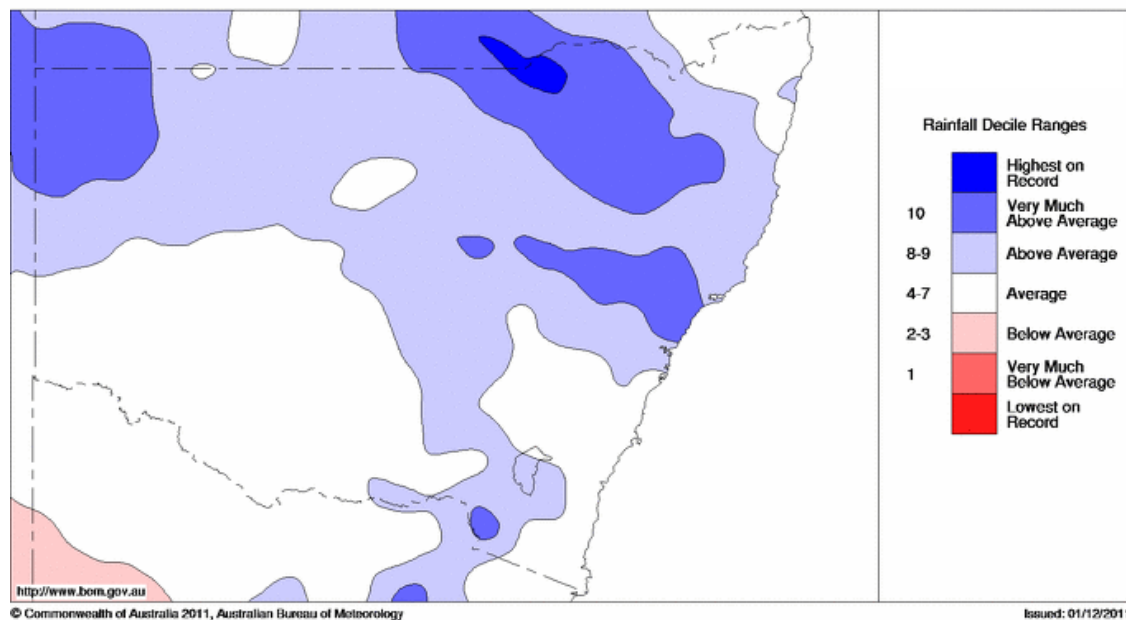 Rainfall Decile Ranges
Highest on
Record
10
Very Much
Above Average
8-9
Above Average
4-7
Average
2-3
Below Average
1
Very Much
Below Average
Lowest on
Record
http://www.bom.gov.au
© Commonwealth of Australia 2011, Australian Bureau of Meteorology
Issued: 01/12/2011